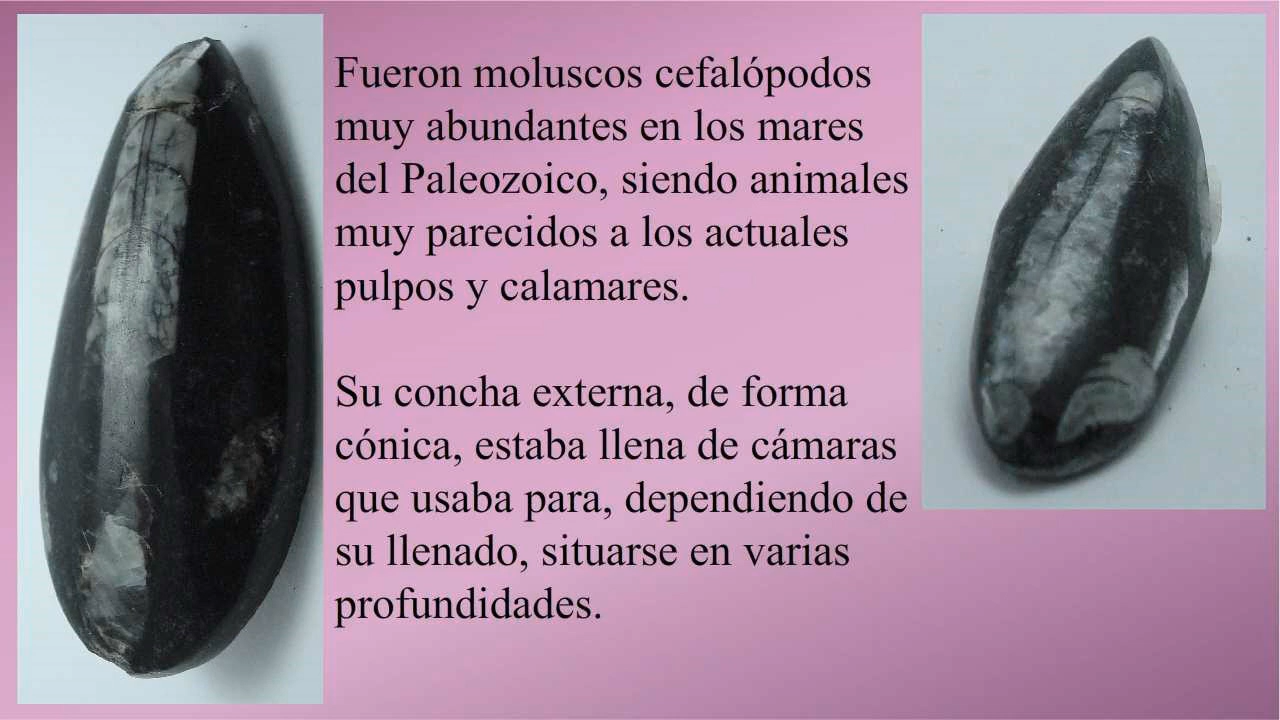 Fueron moluscos cefalópodos
muy abundantes en los mares
del Paleozoico, siendo animales
muy parecidos a los actuales
pulpos y calamares.
Su concha externa, de forma
cónica, estaba llena de cámaras
que usaba para, dependiendo de
su llenado, situarse en varias
profundidades.